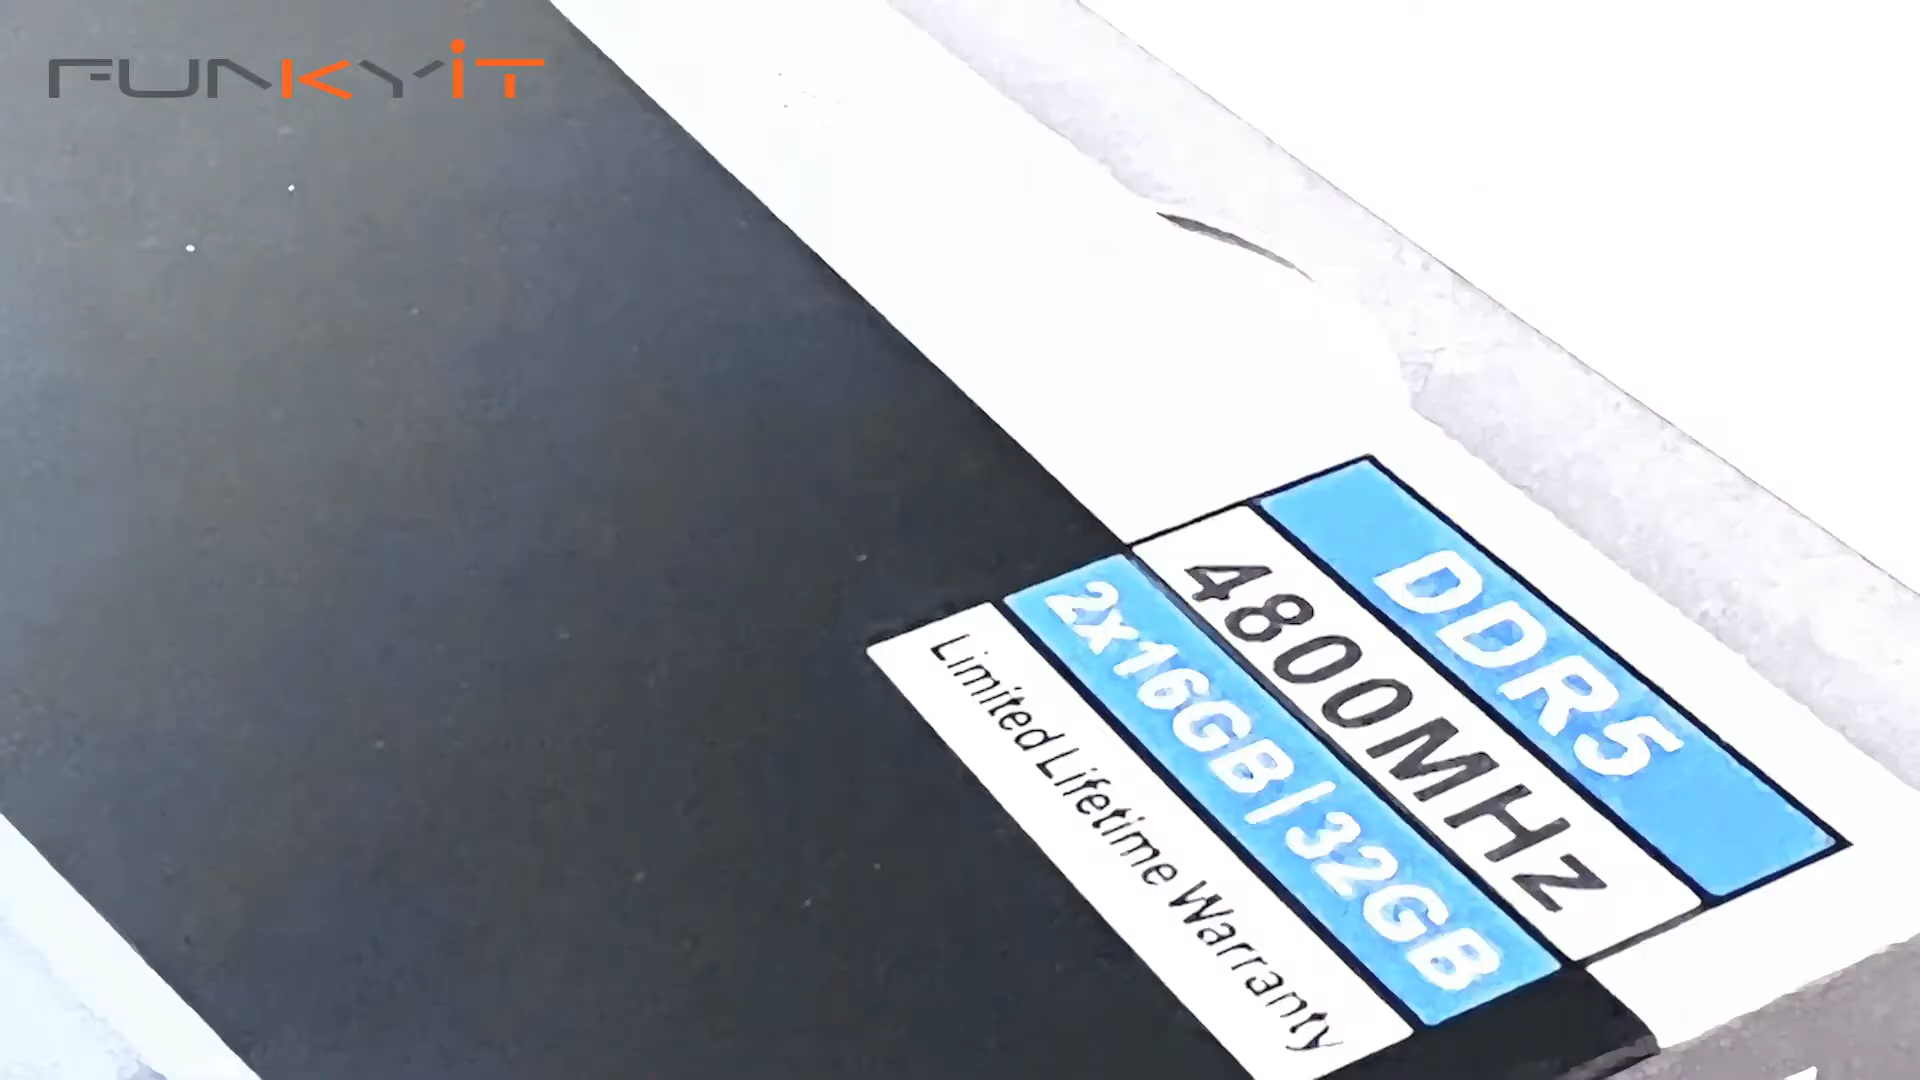 FUNKYiT
DDR5
4800MHZ
2x16GB|32GB
Limited Lifetime Warranty